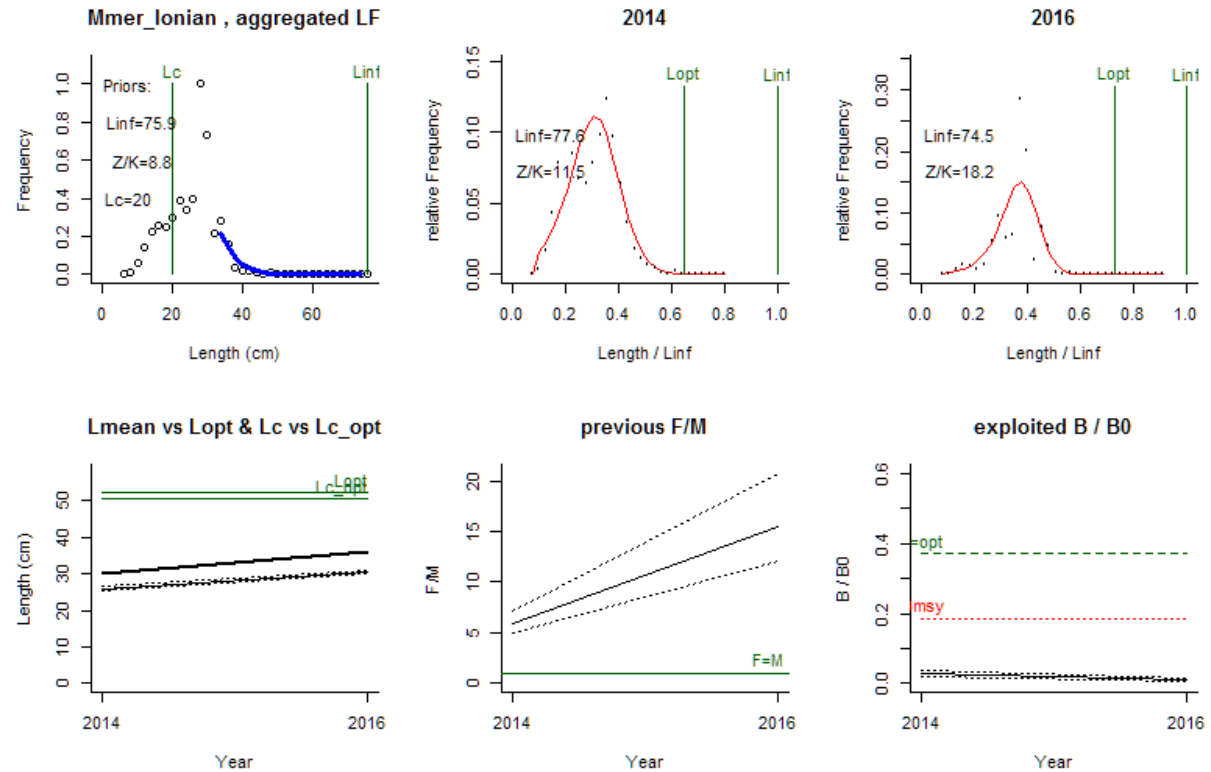 Mmer_Ionian , aggregated LF
2014
2016
Frequency
0.0 0.2 0.4 0.6 0.8 1.0
Priors:
Lc
Linf
Linf=75.9
Z/K=8.8
Lc=20
0 20 40 60
Length (cm)
relative Frequency
0.00 0.05 0.10 0.15
Lopt
Linf
Linf=77.6
Z/K=11.5
0.0 0.2 0.4 0.6 0.8 1.0
Length / Linf
relative Frequency
0.00 0.10 0.20 0.30
Lopt
Linf
Linf=74.5
Z/K=18.2
0.0 0.2 0.4 0.6 0.8 1.0
Length / Linf
Lmean vs Lopt & Lc vs Lc_opt
previous F/M
exploited B / B0
Length (cm)
0 10 20 30 40 50
Lopt
Lc_opt
2014 2016
Year
F/M
0 5 10 15 20
F=M
2014 2016
Year
B / B0
0.0 0.2 0.4 0.6
=opt
msy
2014 2016
Year